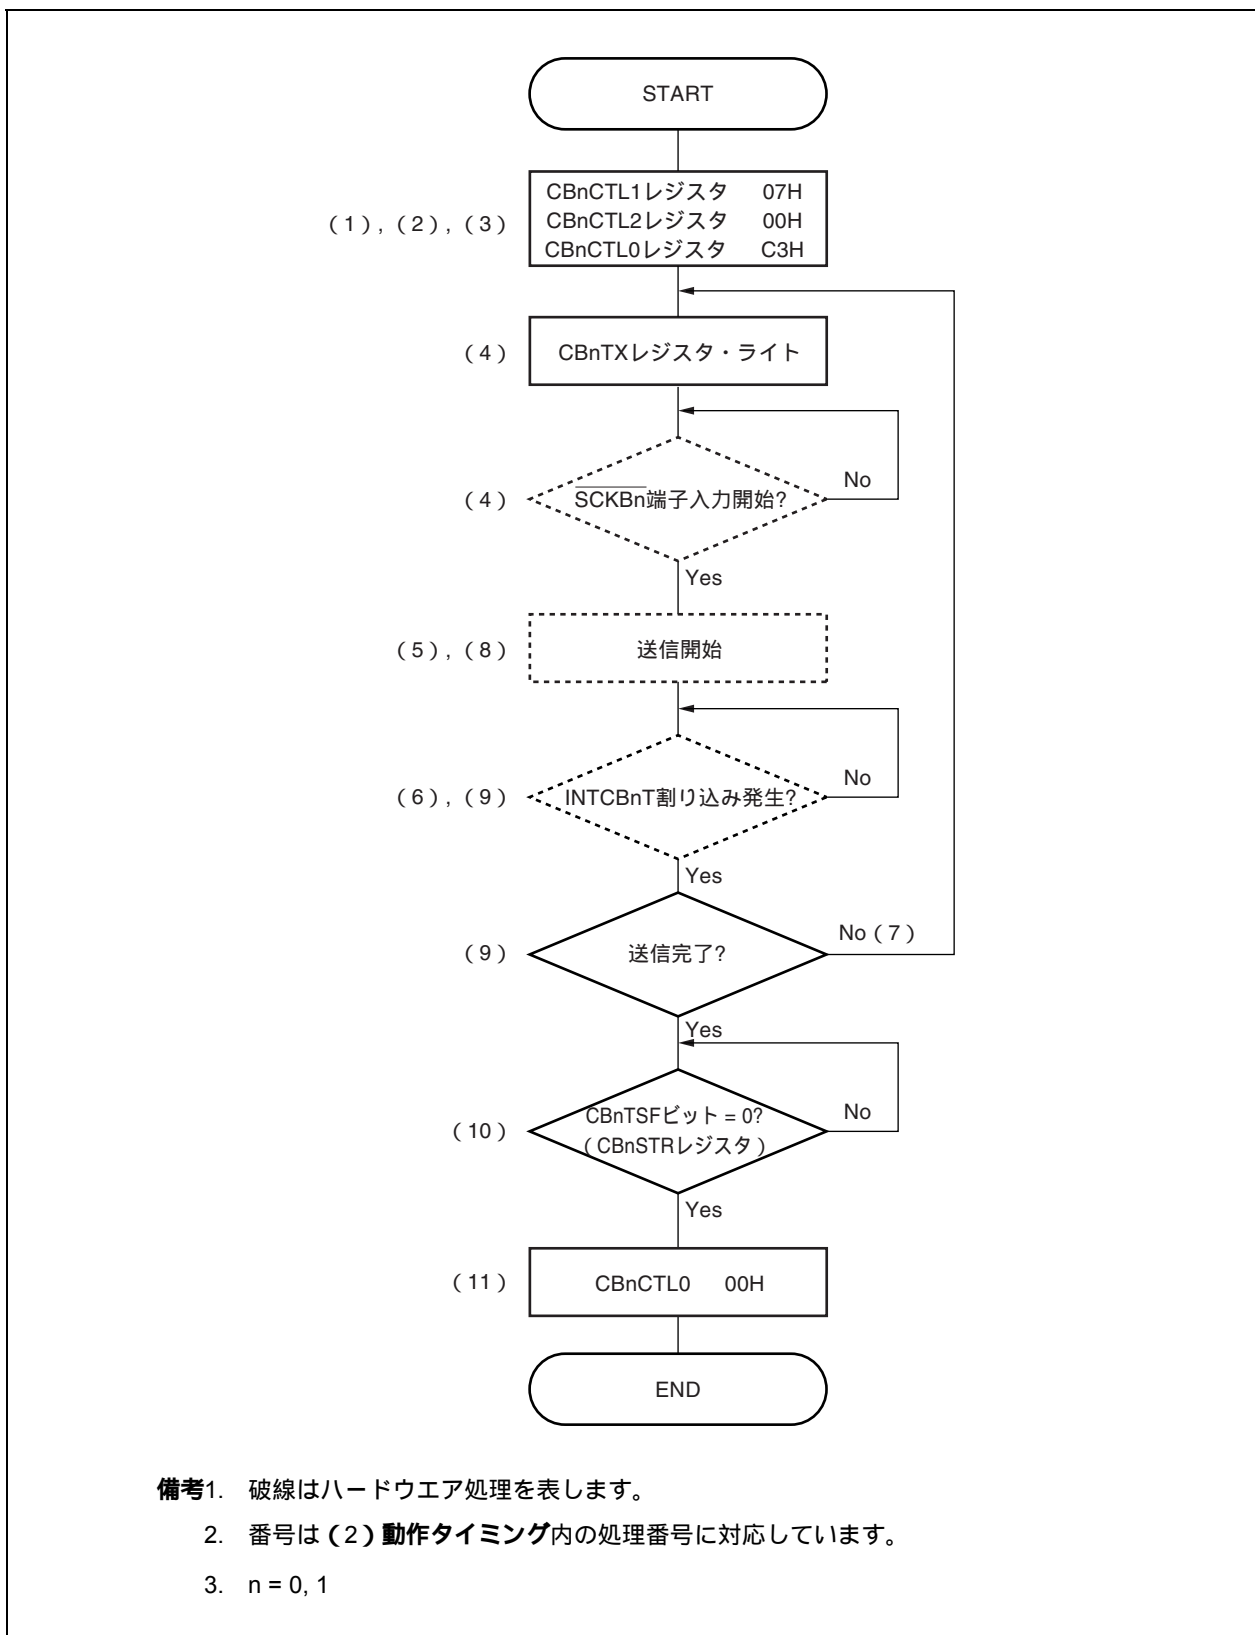 START
CBnCTL1レジスタ 07H
( 1 ) , ( 2 ) , ( 3 )
CBnCTL2レジスタ 00H
CBnCTL0レジスタ C3H
( 4 )
CBnTXレジスタ・ライト
( 4 )
SCKBn端子入力開始?
No
Yes
( 5 ) , ( 8 )
送信開始
( 6 ) , ( 9 )
INTCBnT割り込み発生?
No
Yes
( 9 )
送信完了?
No ( 7 )
Yes
( 10 )
CBnTSFビット = 0?
( CBnSTRレジスタ )
No
Yes
( 11 )
CBnCTL0 00H
END
備考1. 破線はハードウエア処理を表します。
2. 番号は ( 2 ) 動作タイミング内の処理番号に対応しています。
3. n = 0, 1